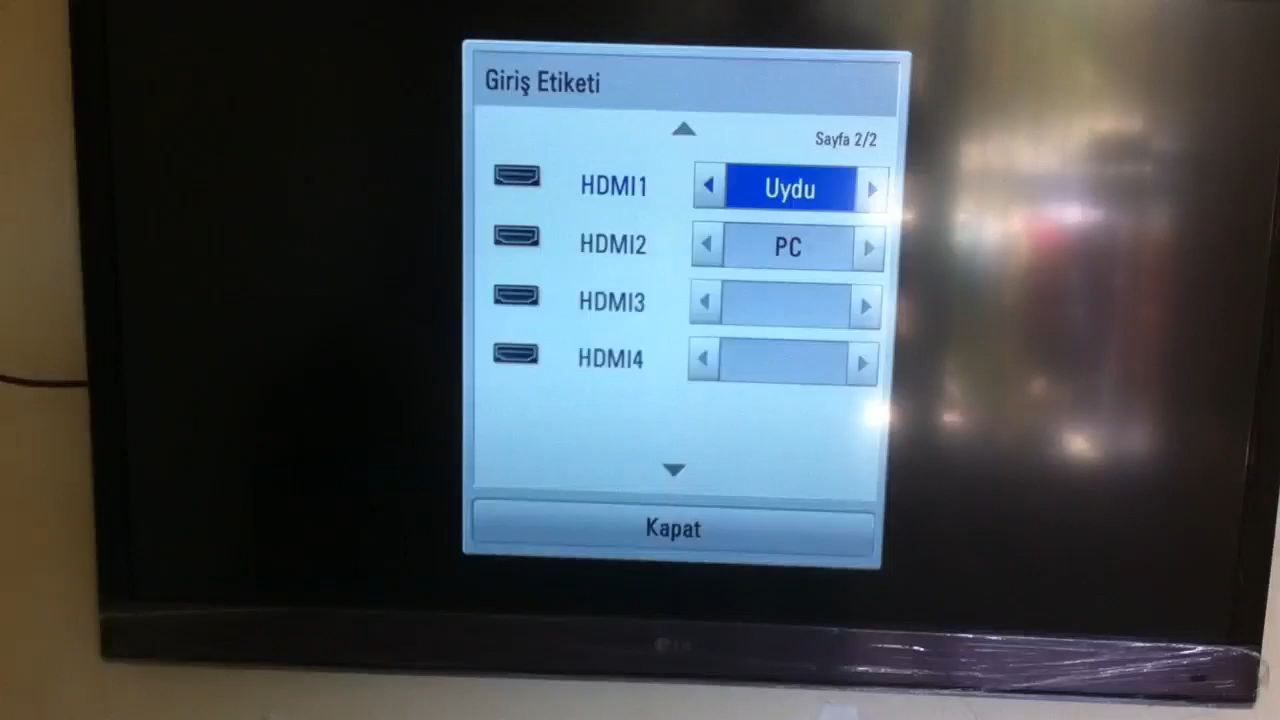 Giriş Etiketi
Sayfa 2/2
HDMI1 Uydu
HDMI2 PC
HDMI3
HDMI4
Kapat
LG